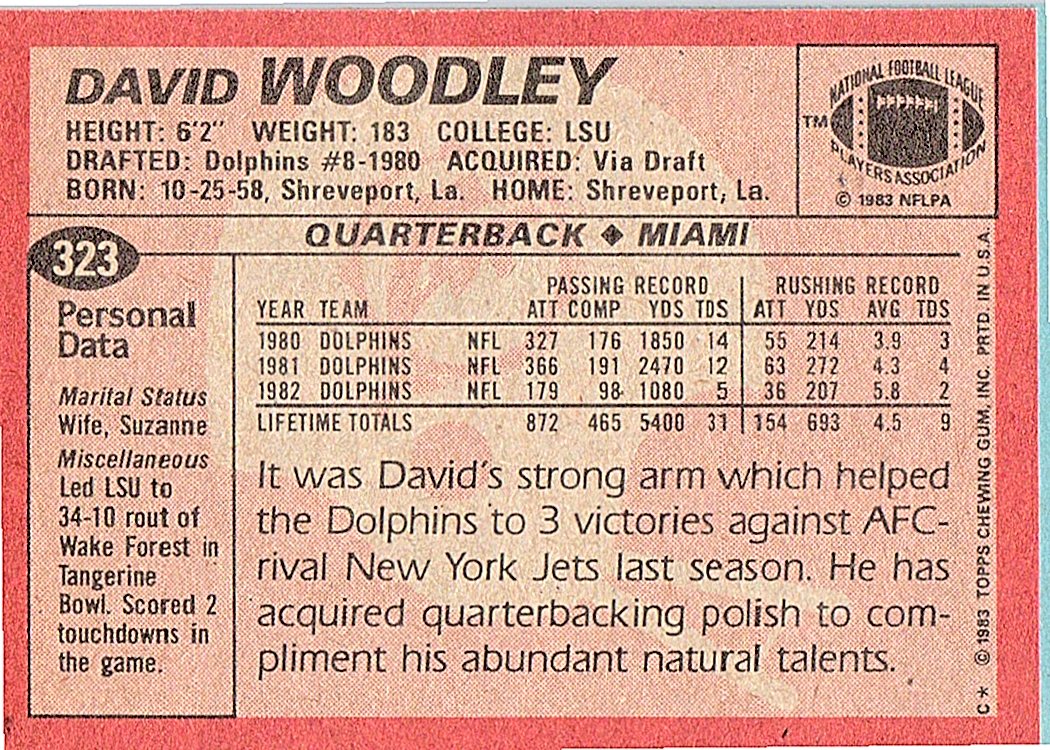 DAVID WOODLEY
HEIGHT: 6'2" WEIGHT: 183 COLLEGE: LSU
DRAFTED: Dolphins #8-1980 ACQUIRED: Via Draft
BORN: 10-25-58, Shreveport, La. HOME: Shreveport, La.
NATIONAL FOOTBALL LEAGUE
TM
PLAYERS ASSOCIATION
© 1983 NFLPA
QUARTERBACK ◆ MIAMI
323
Personal
Data
Marital Status
Wife, Suzanne
Miscellaneous
Led LSU to
34-10 rout of
Wake Forest in
Tangerine
Bowl. Scored 2
touchdowns in
the game.
PASSING RECORD RUSHING RECORD
YEAR TEAM ATT COMP YDS TDS ATT YDS AVG TDS
1980 DOLPHINS NFL 327 176 1850 14 55 214 3.9 3
1981 DOLPHINS NFL 366 191 2470 12 63 272 4.3 4
1982 DOLPHINS NFL 179 98 1080 5 36 207 5.8 2
LIFETIME TOTALS 872 465 5400 31 154 693 4.5 9
It was David's strong arm which helped
the Dolphins to 3 victories against AFC-
rival New York Jets last season. He has
acquired quarterbacking polish to com-
pliment his abundant natural talents.
C* © 1983 TOPPS CHEWING GUM, INC. PRTD. IN U.S.A.